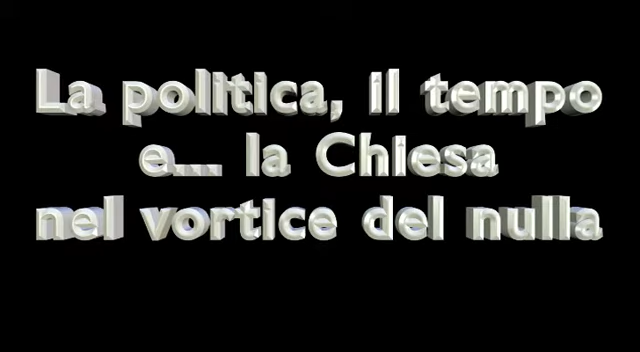 La politica, il tempo
e... la Chiesa
nel vortice del nulla